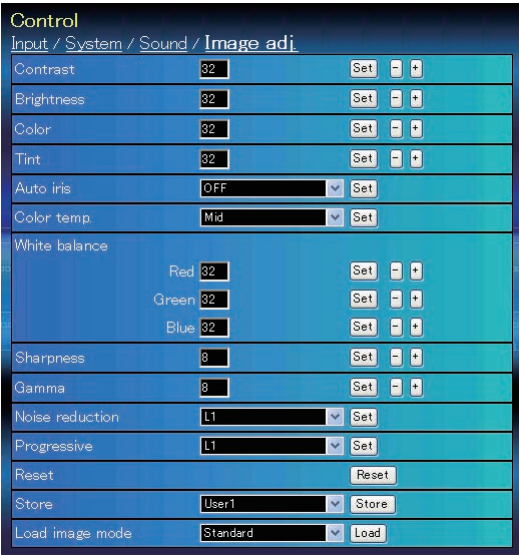 Control
Input / System / Sound / Image adj.
Contrast 32 Set - +
Brightness 32 Set - +
Color 32 Set - +
Tint 32 Set - +
Auto iris OFF Set
Color temp. Mid Set
White balance
Red 32 Set - +
Green 32 Set - +
Blue 32 Set - +
Sharpness 8 Set - +
Gamma 8 Set - +
Noise reduction L1 Set
Progressive L1 Set
Reset Reset
Store User1 Store
Load image mode Standard Load